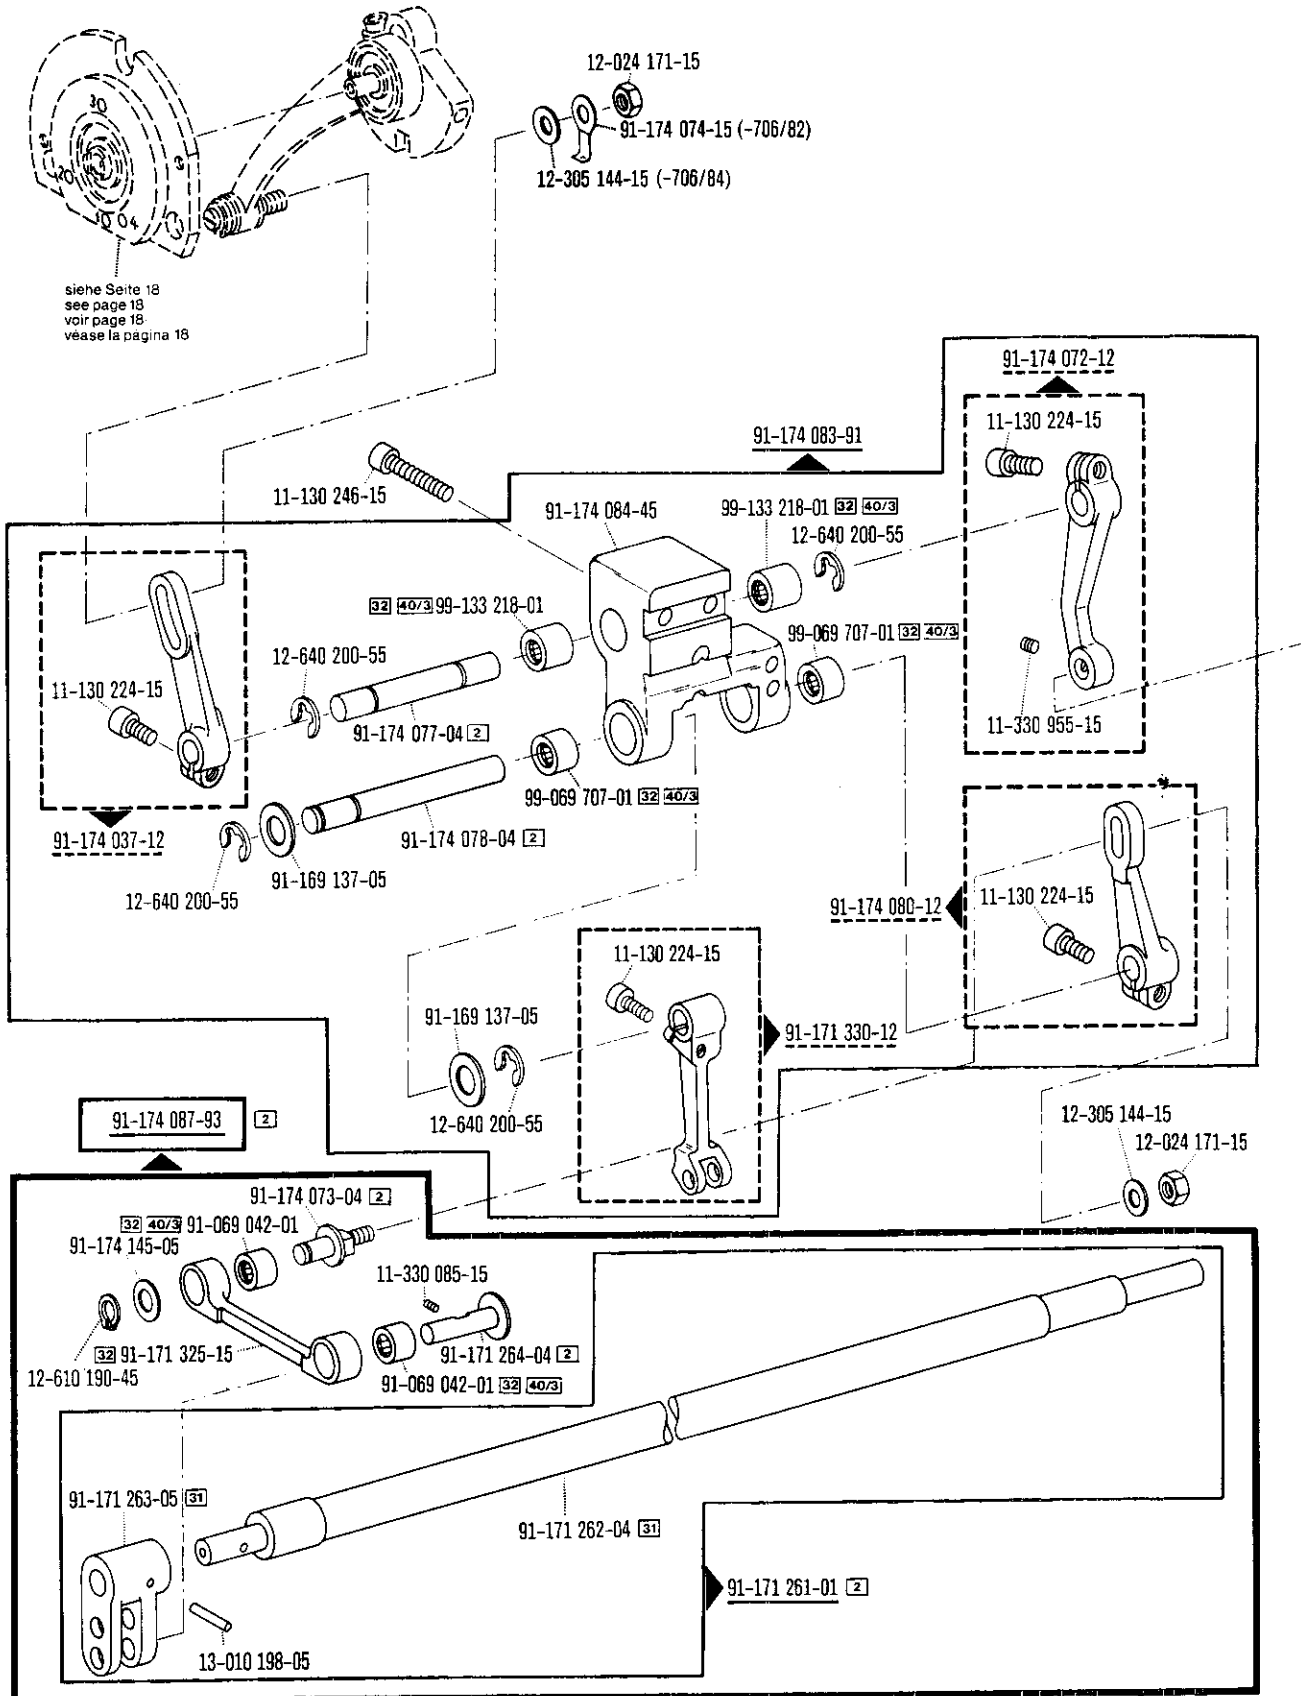 12-024 171-15
91-174 074-15 (-706/82)
12-305 144-15 (-706/84)
3
5
2
1
4
siehe Seite 18
see page 18
voir page 18
véase la página 18
91-174 072-12
11-130 224-15
91-174 083-91
11-130 246-15
91-174 084-45
99-133 218-01 32 40/3
12-640 200-55
32 40/3 99-133 218-01
99-069 707-01 32 40/3
12-640 200-55
11-130 224-15
91-174 077-04 2
11-330 955-15
99-069 707-01 32 40/3
91-174 037-12
91-174 078-04 2
91-169 137-05
12-640 200-55
91-174 080-12
11-130 224-15
11-130 224-15
91-169 137-05
91-171 330-12
12-640 200-55
91-174 087-93 2
12-305 144-15
12-024 171-15
91-174 073-04 2
32 40/3 91-069 042-01
91-174 145-05
11-330 085-15
32 91-171 325-15
91-171 264-04 2
12-610 190-45
91-069 042-01 32 40/3
91-171 263-05 31
91-171 262-04 31
91-171 261-01 2
13-010 198-05